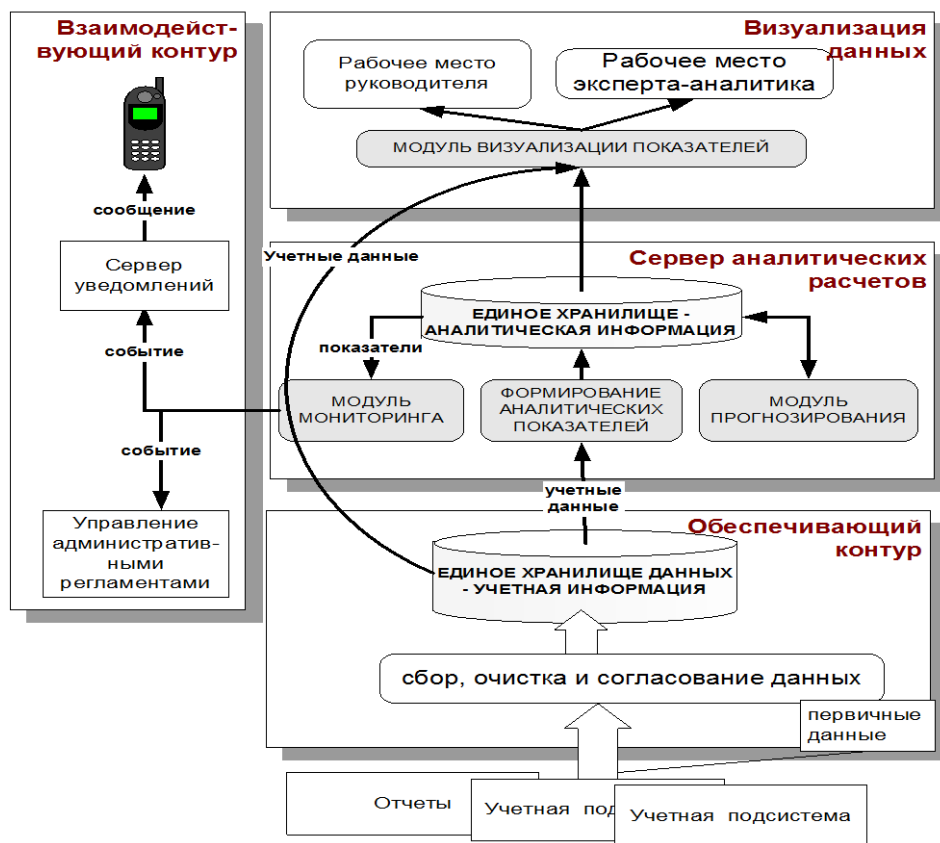 Взаимодейст-
вующий контур
сообщение
Сервер
уведомлений
событие
событие
Управление
административ-
ными
регламентами
Визуализация
данных
Рабочее место
руководителя
Рабочее место
эксперта-аналитика
МОДУЛЬ ВИЗУАЛИЗАЦИИ ПОКАЗАТЕЛЕЙ
Учетные данные
Сервер аналитических
расчетов
ЕДИНОЕ ХРАНИЛИЩЕ -
АНАЛИТИЧЕСКАЯ ИНФОРМАЦИЯ
показатели
МОДУЛЬ
МОНИТОРИНГА
ФОРМИРОВАНИЕ
АНАЛИТИЧЕСКИХ
ПОКАЗАТЕЛЕЙ
МОДУЛЬ
ПРОГНОЗИРОВАНИЯ
учетные
данные
Обеспечивающий
контур
ЕДИНОЕ ХРАНИЛИЩЕ ДАННЫХ
- УЧЕТНАЯ ИНФОРМАЦИЯ
сбор, очистка и согласование данных
первичные
данные
Отчеты
Учетная под
Учетная подсистема